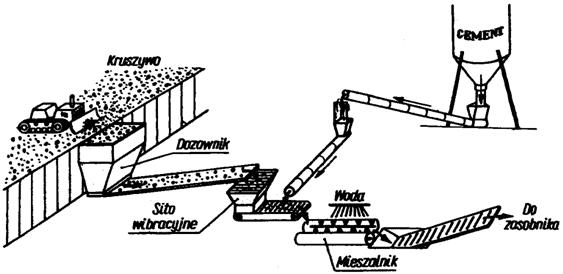 CEMENT
Kruszywo
Dozownik
Sito
wibracyjne
Woda
Do
zasobnika
Mieszalnik